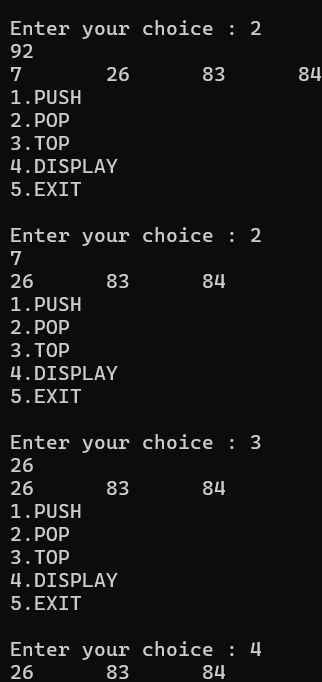 Enter your choice : 2
92
7 26 83 84
1.PUSH
2.POP
3.TOP
4.DISPLAY
5.EXIT
Enter your choice : 2
7
26 83 84
1.PUSH
2.POP
3.TOP
4.DISPLAY
5.EXIT
Enter your choice : 3
26
26 83 84
1.PUSH
2.POP
3.TOP
4.DISPLAY
5.EXIT
Enter your choice : 4
26 83 84